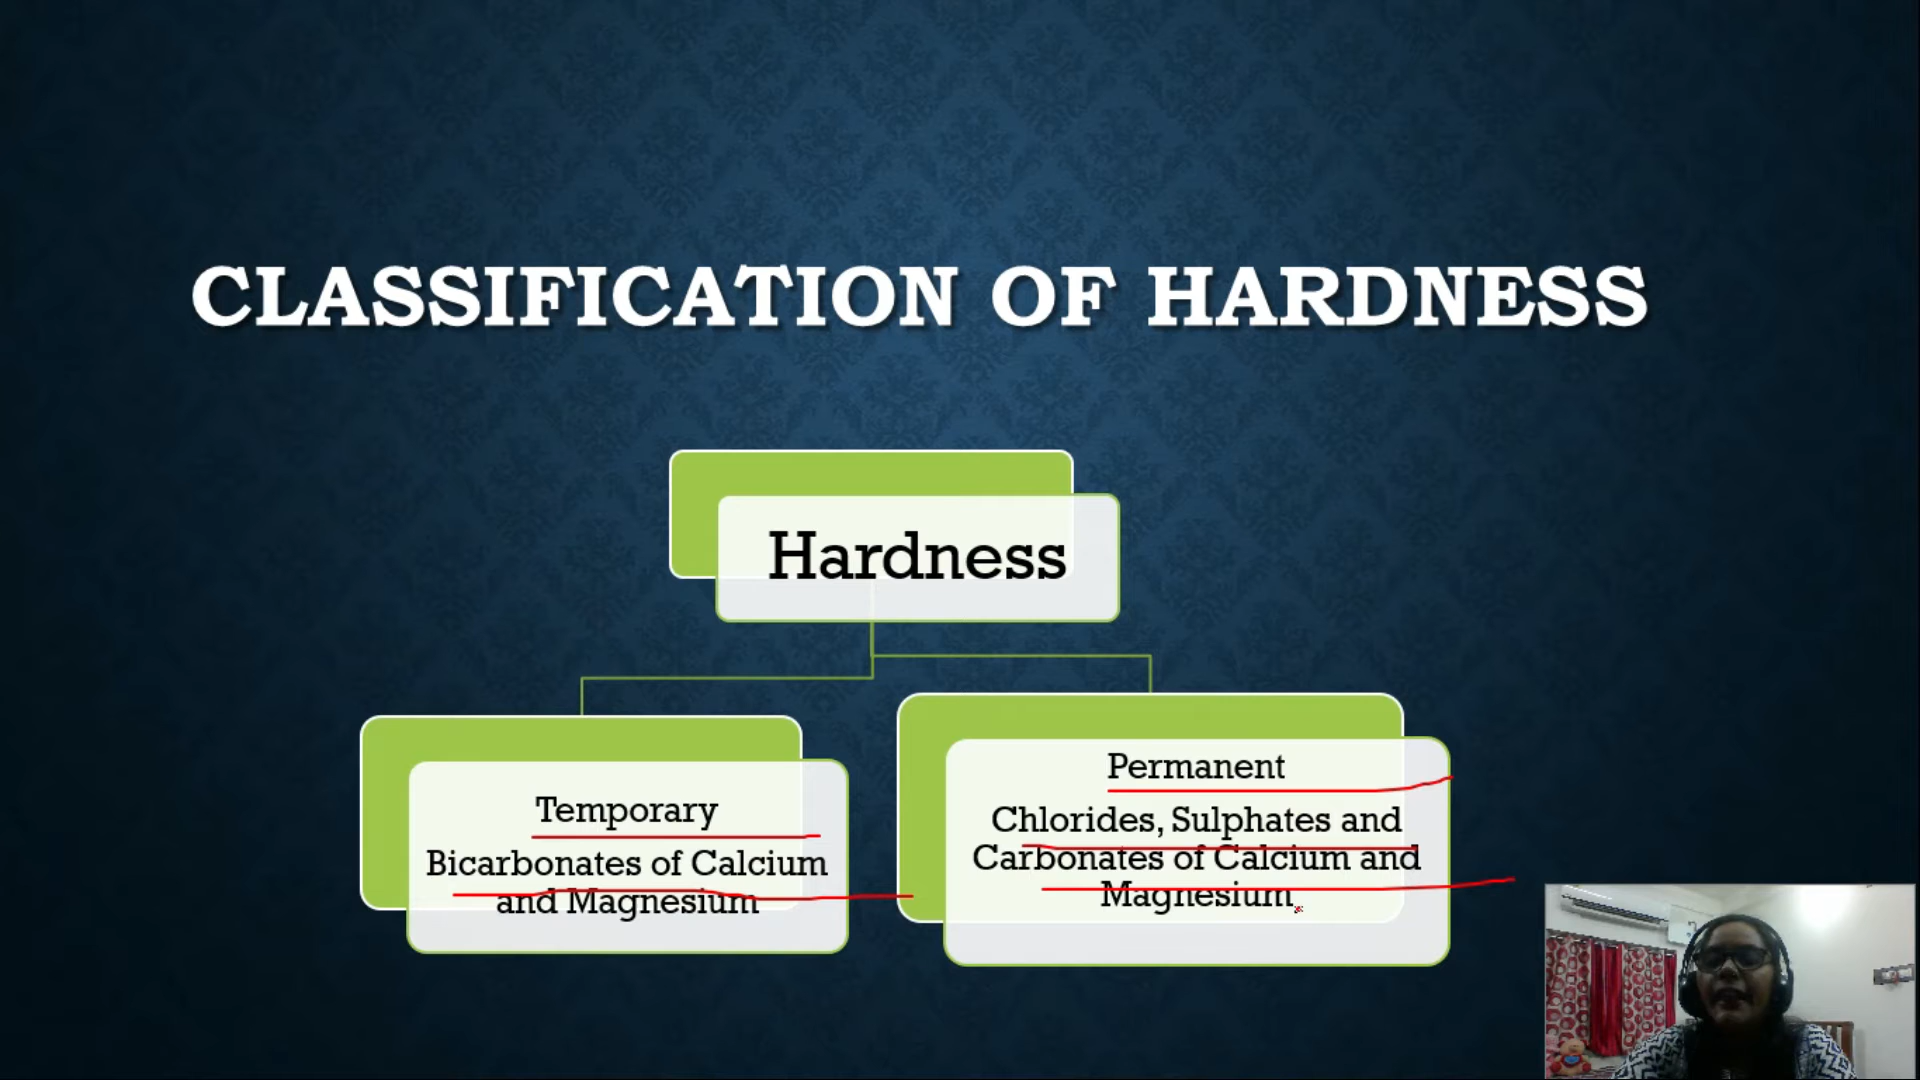 CLASSIFICATION OF HARDNESS
Hardness
Temporary
Bicarbonates of Calcium
and Magnesium
Permanent
Chlorides, Sulphates and
Carbonates of Calcium and
Magnesium